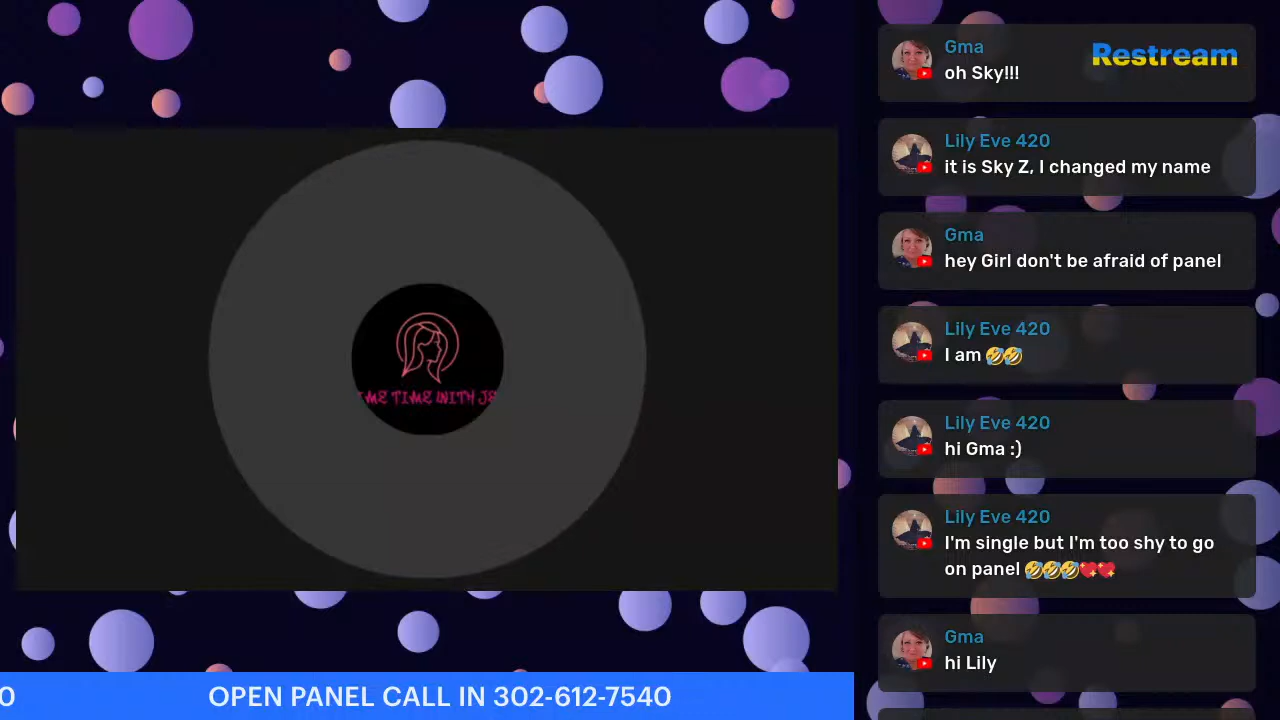 Gma
Restream
oh Sky!!!
Lily Eve 420
it is Sky Z, I changed my name
Gma
hey Girl don't be afraid of panel
Lily Eve 420
I am 🤣🤣
Lily Eve 420
hi Gma :)
Lily Eve 420
I'm single but I'm too shy to go
on panel 🤣🤣🤣💖💖
Gma
hi Lily
TIME
0
OPEN PANEL CALL IN 302-612-7540